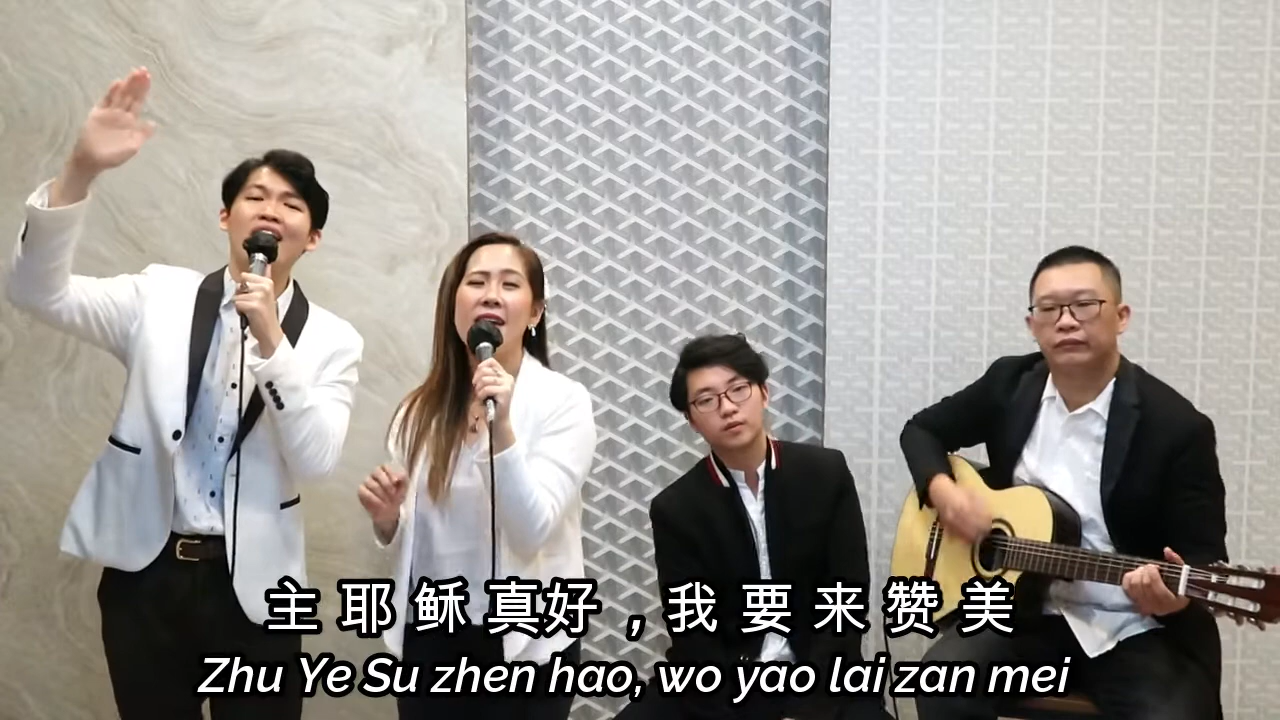 主 耶 稣 真好 ，我 要 来 赞 美
Zhu Ye Su zhen hao, wo yao lai zan mei